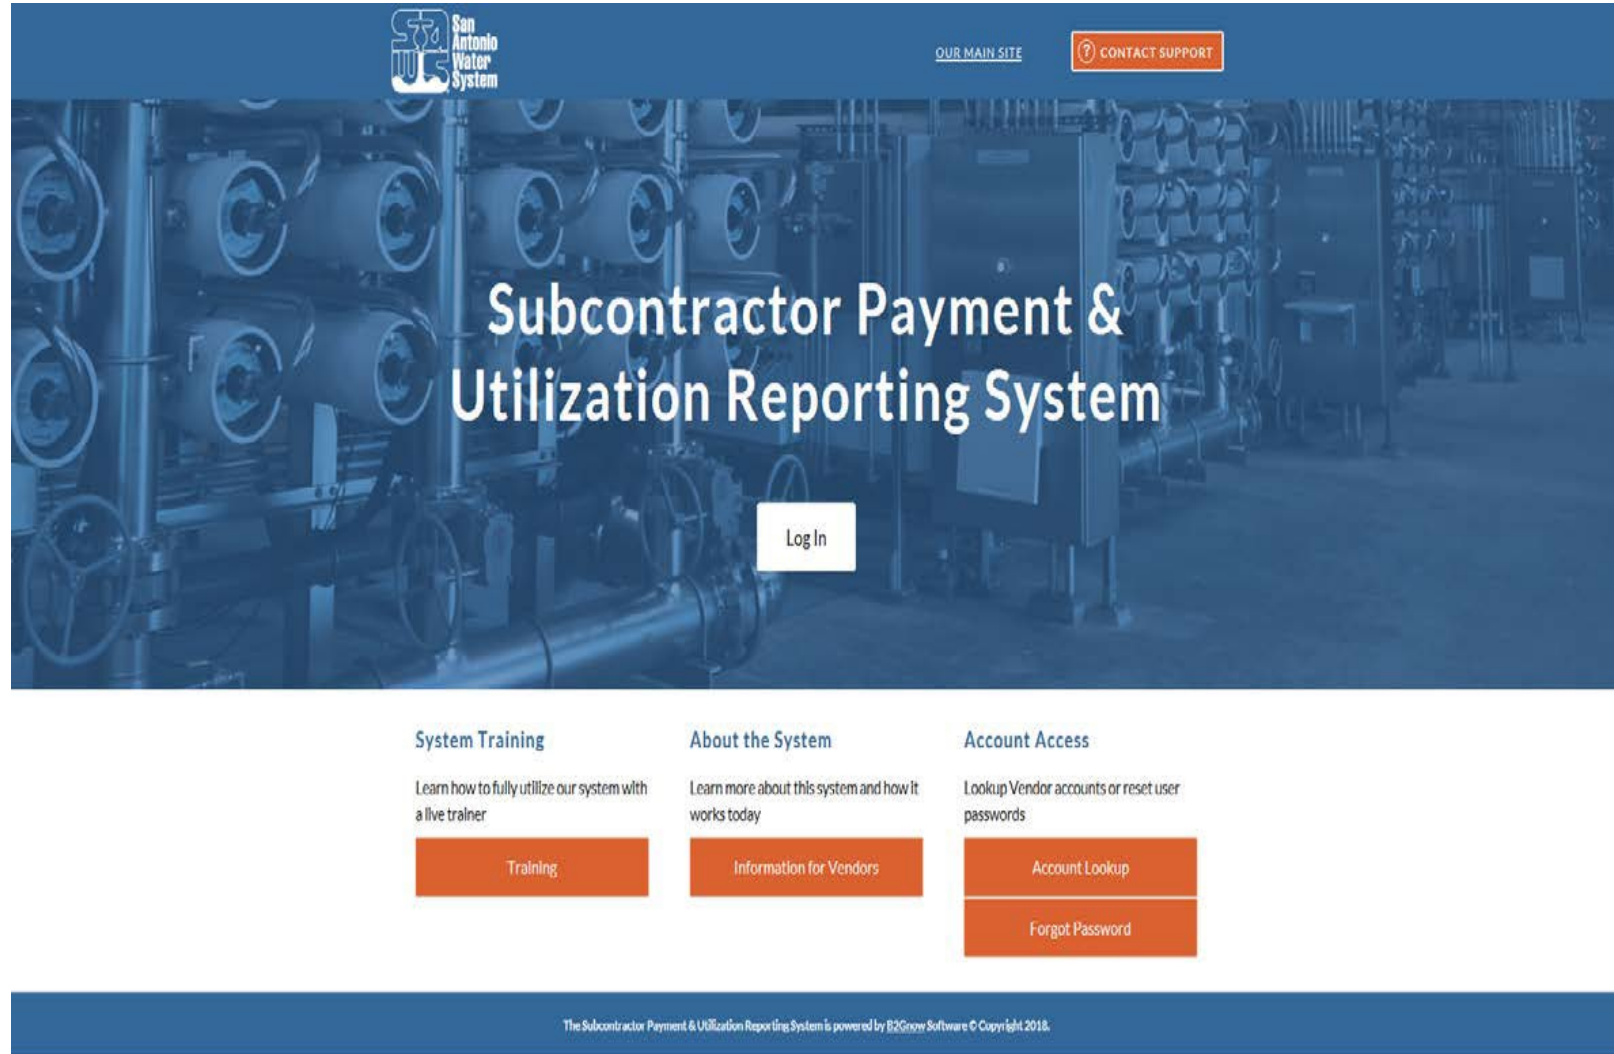 San
Antonio
Water
System
OUR MAIN SITE
? CONTACT SUPPORT
Subcontractor Payment &
Utilization Reporting System
Log In
System Training
Learn how to fully utilize our system with
a live trainer
Training
About the System
Learn more about this system and how it
works today
Information for Vendors
Account Access
Lookup Vendor accounts or reset user
passwords
Account Lookup
Forgot Password
The Subcontractor Payment & Utilization Reporting System is powered by B2Gnow Software © Copyright 2018.